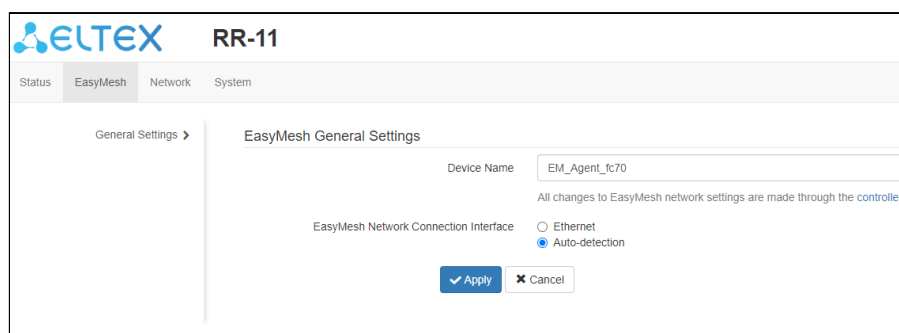 ELTEX RR-11
Status EasyMesh Network System
General Settings
EasyMesh General Settings
Device Name EM_Agent_fc70
All changes to EasyMesh network settings are made through the controlle
EasyMesh Network Connection Interface Ethernet
Auto-detection
Apply Cancel